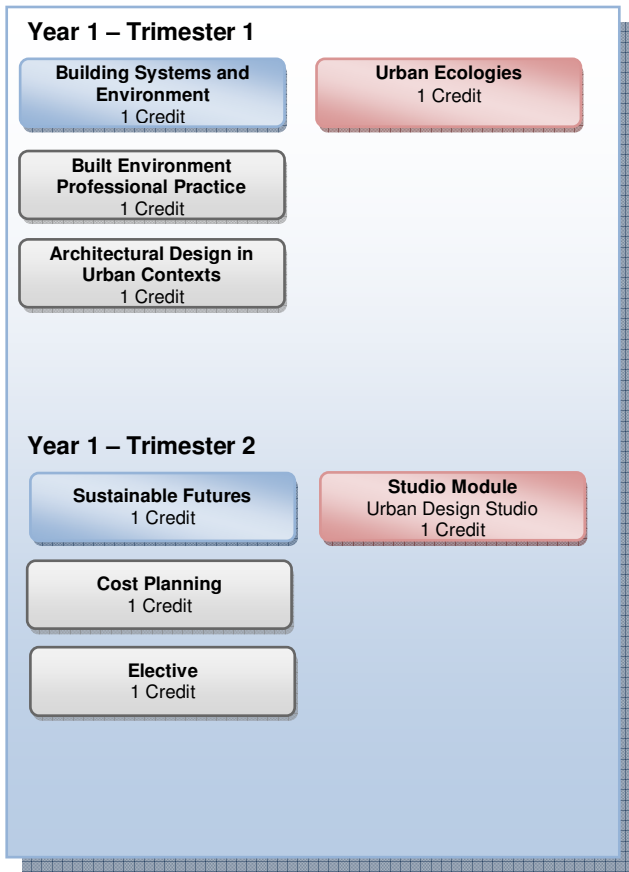 Year 1 – Trimester 1
Building Systems and
Environment
1 Credit
Urban Ecologies
1 Credit
Built Environment
Professional Practice
1 Credit
Architectural Design in
Urban Contexts
1 Credit
Year 1 – Trimester 2
Sustainable Futures
1 Credit
Studio Module
Urban Design Studio
1 Credit
Cost Planning
1 Credit
Elective
1 Credit